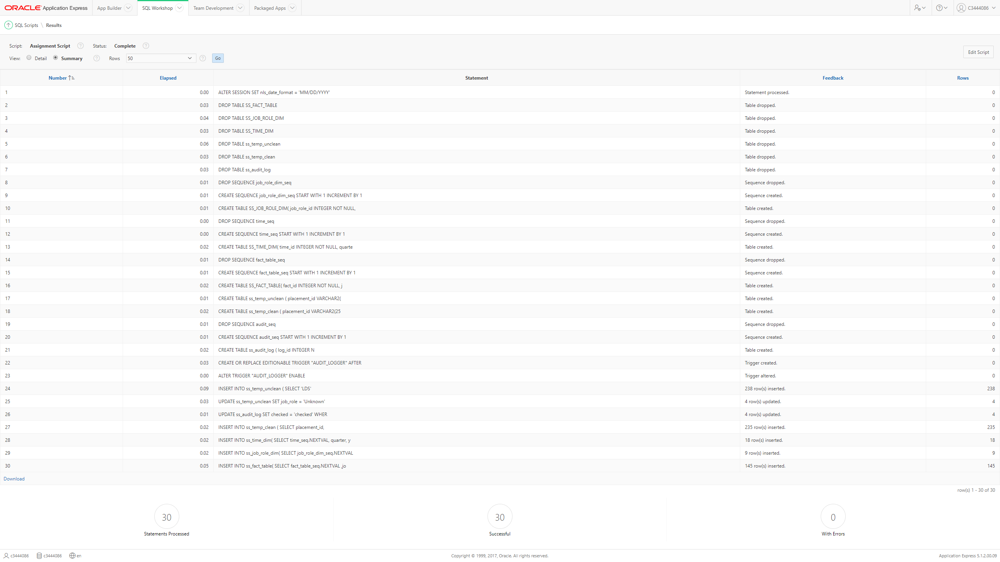 ORACLE® Application Express App Builder SQL Workshop Team Development Packaged Apps C3444086
SQL Scripts \ Results
Script: Assignment Script ? Status: Complete ?
View: Detail Summary ? Rows 50 ? Go
Edit Script
Number Elapsed Statement Feedback Rows
1 0.00 ALTER SESSION SET nls_date_format = 'MM/DD/YYYY' Statement processed. 0
2 0.03 DROP TABLE SS_FACT_TABLE Table dropped. 0
3 0.04 DROP TABLE SS_JOB_ROLE_DIM Table dropped. 0
4 0.03 DROP TABLE SS_TIME_DIM Table dropped. 0
5 0.06 DROP TABLE ss_temp_unclean Table dropped. 0
6 0.03 DROP TABLE ss_temp_clean Table dropped. 0
7 0.03 DROP TABLE ss_audit_log Table dropped. 0
8 0.01 DROP SEQUENCE job_role_dim_seq Sequence dropped. 0
9 0.01 CREATE SEQUENCE job_role_dim_seq START WITH 1 INCREMENT BY 1 Sequence created. 0
10 0.01 CREATE TABLE SS_JOB_ROLE_DIM( job_role_id INTEGER NOT NULL, Table created. 0
11 0.00 DROP SEQUENCE time_seq Sequence dropped. 0
12 0.00 CREATE SEQUENCE time_seq START WITH 1 INCREMENT BY 1 Sequence created. 0
13 0.02 CREATE TABLE SS_TIME_DIM( time_id INTEGER NOT NULL, quarte Table created. 0
14 0.01 DROP SEQUENCE fact_table_seq Sequence dropped. 0
15 0.01 CREATE SEQUENCE fact_table_seq START WITH 1 INCREMENT BY 1 Sequence created. 0
16 0.02 CREATE TABLE SS_FACT_TABLE( fact_id INTEGER NOT NULL, j Table created. 0
17 0.01 CREATE TABLE ss_temp_unclean ( placement_id VARCHAR2( Table created. 0
18 0.02 CREATE TABLE ss_temp_clean ( placement_id VARCHAR2(25 Table created. 0
19 0.01 DROP SEQUENCE audit_seq Sequence dropped. 0
20 0.01 CREATE SEQUENCE audit_seq START WITH 1 INCREMENT BY 1 Sequence created. 0
21 0.02 CREATE TABLE ss_audit_log ( log_id INTEGER N Table created. 0
22 0.03 CREATE OR REPLACE EDITIONABLE TRIGGER "AUDIT_LOGGER" AFTER Trigger created. 0
23 0.00 ALTER TRIGGER "AUDIT_LOGGER" ENABLE Trigger altered. 0
24 0.09 INSERT INTO ss_temp_unclean ( SELECT 'LDS' 238 row(s) inserted. 238
25 0.03 UPDATE ss_temp_unclean SET job_role = 'Unknown' 4 row(s) updated. 4
26 0.01 UPDATE ss_audit_log SET checked = 'checked' WHER 4 row(s) updated. 4
27 0.02 INSERT INTO ss_temp_clean ( SELECT placement_id, 235 row(s) inserted. 235
28 0.02 INSERT INTO ss_time_dim( SELECT time_seq.NEXTVAL, quarter, y 18 row(s) inserted. 18
29 0.02 INSERT INTO ss_job_role_dim( SELECT job_role_dim_seq.NEXTVAL 9 row(s) inserted. 9
30 0.05 INSERT INTO ss_fact_table( SELECT fact_table_seq.NEXTVAL ,jo 145 row(s) inserted. 145
Download
row(s) 1 - 30 of 30
30 30 0
Statements Processed Successful With Errors
c3444086 c3444086 en Copyright © 1999, 2017, Oracle. All rights reserved. Application Express 5.1.2.00.09